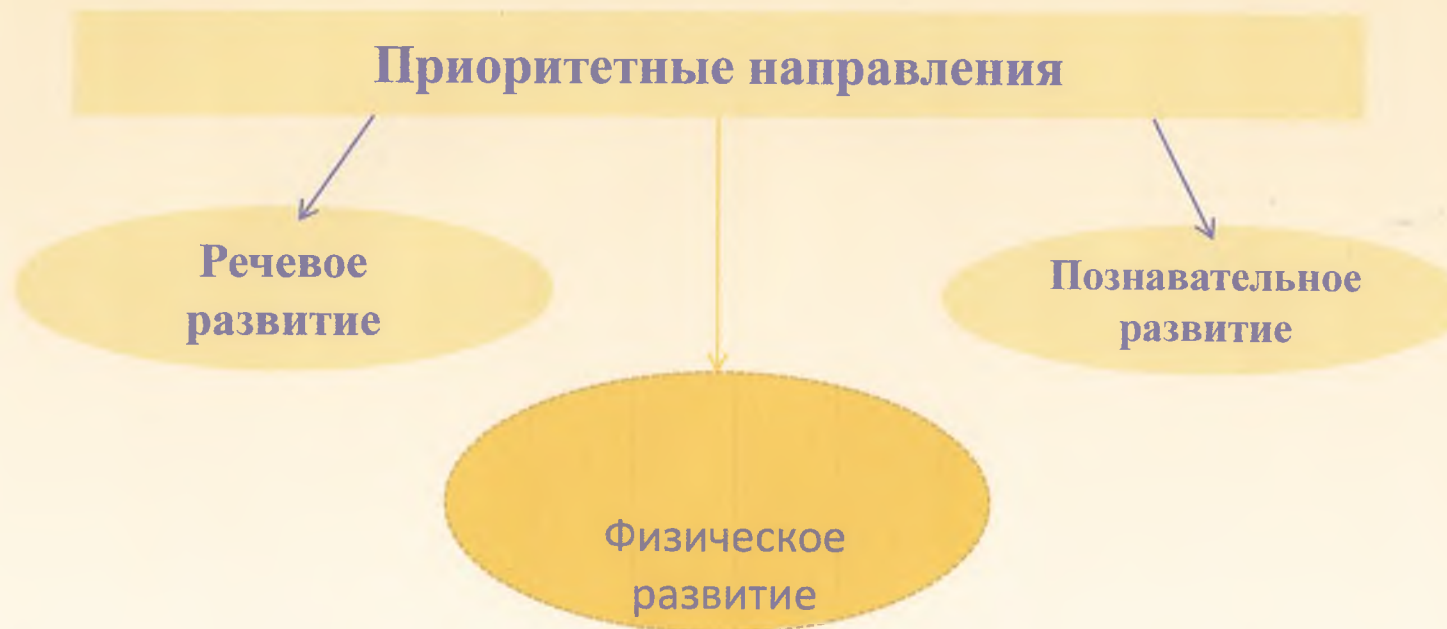 Приоритетные направления
Речевое
развитие
Познавательное
развитие
Физическое
развитие